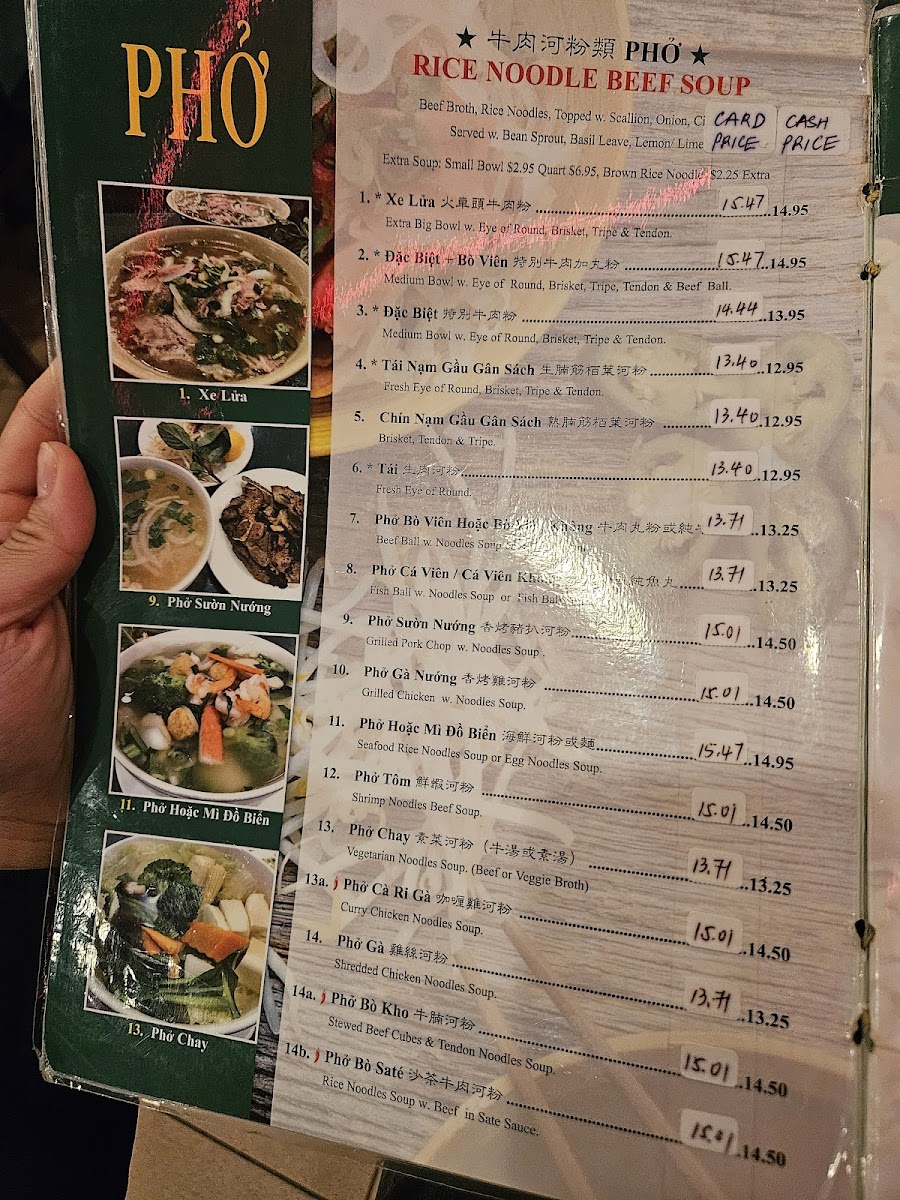 PHỞ
1. Xe Lửa
9. Phở Sườn Nướng
11. Phở Hoặc Mì Đồ Biển
13. Phở Chay
★ 牛肉河粉類 PHỞ ★
RICE NOODLE BEEF SOUP
Beef Broth, Rice Noodles, Topped w. Scallion, Onion,
Served w. Bean Sprout, Basil Leave, Lemon/ Lime
CARD PRICE CASH PRICE
Extra Soup: Small Bowl $2.95 Quart $6.95, Brown Rice Noodle $2.25 Extra
1. * Xe Lửa 火車頭牛肉粉 15.47 14.95
Extra Big Bowl w. Eye of Round, Brisket, Tripe & Tendon.
2. * Đặc Biệt + Bò Viên 特別牛肉加丸粉 15.47 14.95
Medium Bowl w. Eye of Round, Brisket, Tripe, Tendon & Beef Ball.
3. * Đặc Biệt 特別牛肉粉 14.44 13.95
Medium Bowl w. Eye of Round, Brisket, Tripe & Tendon.
4. * Tái Nạm Gầu Gân Sách 生腩筋栢葉河粉 13.40 12.95
Fresh Eye of Round, Brisket, Tripe & Tendon.
5. Chín Nạm Gầu Gân Sách 熟腩筋栢葉河粉 13.40 12.95
Brisket, Tendon & Tripe.
6. * Tái 生肉河粉 13.40 12.95
Fresh Eye of Round.
7. Phở Bò Viên Hoặc Không 牛肉丸粉或純 13.71 13.25
Beef Ball w. Noodles Soup
8. Phở Cá Viên / Cá Viên 純魚丸 13.71 13.25
Fish Ball w. Noodles Soup or Fish
9. Phở Sườn Nướng 香烤豬扒河粉 15.01 14.50
Grilled Pork Chop w. Noodles Soup.
10. Phở Gà Nướng 香烤雞河粉 15.01 14.50
Grilled Chicken w. Noodles Soup.
11. Phở Hoặc Mì Đồ Biển 海鮮河粉或麵 15.47 14.95
Seafood Rice Noodles Soup or Egg Noodles Soup.
12. Phở Tôm 鮮蝦河粉 15.01 14.50
Shrimp Noodles Beef Soup.
13. Phở Chay 素菜河粉 (牛湯或素湯) 13.71 13.25
Vegetarian Noodles Soup. (Beef or Veggie Broth)
13a. Phở Cà Ri Gà 咖喱雞河粉 15.01 14.50
Curry Chicken Noodles Soup.
14. Phở Gà 雞絲河粉 13.71 13.25
Shredded Chicken Noodles Soup.
14a. Phở Bò Kho 牛腩河粉 15.01 14.50
Stewed Beef Cubes & Tendon Noodles Soup.
14b. Phở Bò Saté 沙茶牛肉河粉 15.01 14.50
Rice Noodles Soup w. Beef in Sate Sauce.